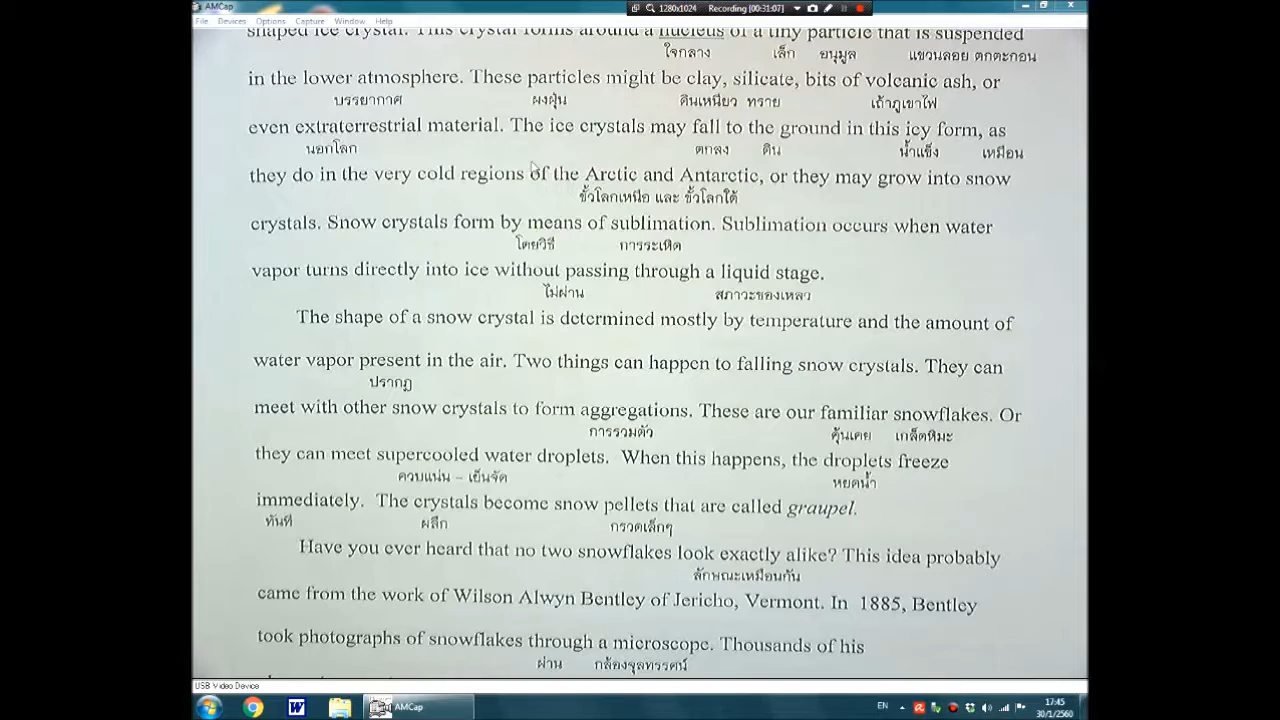 AMCap
1280x1024 Recording [00:31:07]
File Devices Options Capture Window Help
shaped ice crystal. This crystal forms around a nucleus of a tiny particle that is suspended
ใจกลาง เล็ก อนุมูล แขวนลอย ตกตะกอน
in the lower atmosphere. These particles might be clay, silicate, bits of volcanic ash, or
บรรยากาศ ผงฝุ่น ดินเหนียว ทราย เถ้าภูเขาไฟ
even extraterrestrial material. The ice crystals may fall to the ground in this icy form, as
นอกโลก ตกลง ดิน น้ำแข็ง เหมือน
they do in the very cold regions of the Arctic and Antarctic, or they may grow into snow
ขั้วโลกเหนือ และ ขั้วโลกใต้
crystals. Snow crystals form by means of sublimation. Sublimation occurs when water
โดยวิธี การระเหิด
vapor turns directly into ice without passing through a liquid stage.
ไม่ผ่าน สภาวะของเหลว
The shape of a snow crystal is determined mostly by temperature and the amount of
water vapor present in the air. Two things can happen to falling snow crystals. They can
ปรากฏ
meet with other snow crystals to form aggregations. These are our familiar snowflakes. Or
การรวมตัว คุ้นเคย เกล็ดหิมะ
they can meet supercooled water droplets. When this happens, the droplets freeze
ควบแน่น – เย็นจัด หยดน้ำ
immediately. The crystals become snow pellets that are called graupel.
ทันที ผลึก กรวดเล็กๆ
Have you ever heard that no two snowflakes look exactly alike? This idea probably
ลักษณะเหมือนกัน
came from the work of Wilson Alwyn Bentley of Jericho, Vermont. In 1885, Bentley
took photographs of snowflakes through a microscope. Thousands of his
ผ่าน กล้องจุลทรรศน์
USB Video Device
AMCap
EN
17:45
30/1/2560